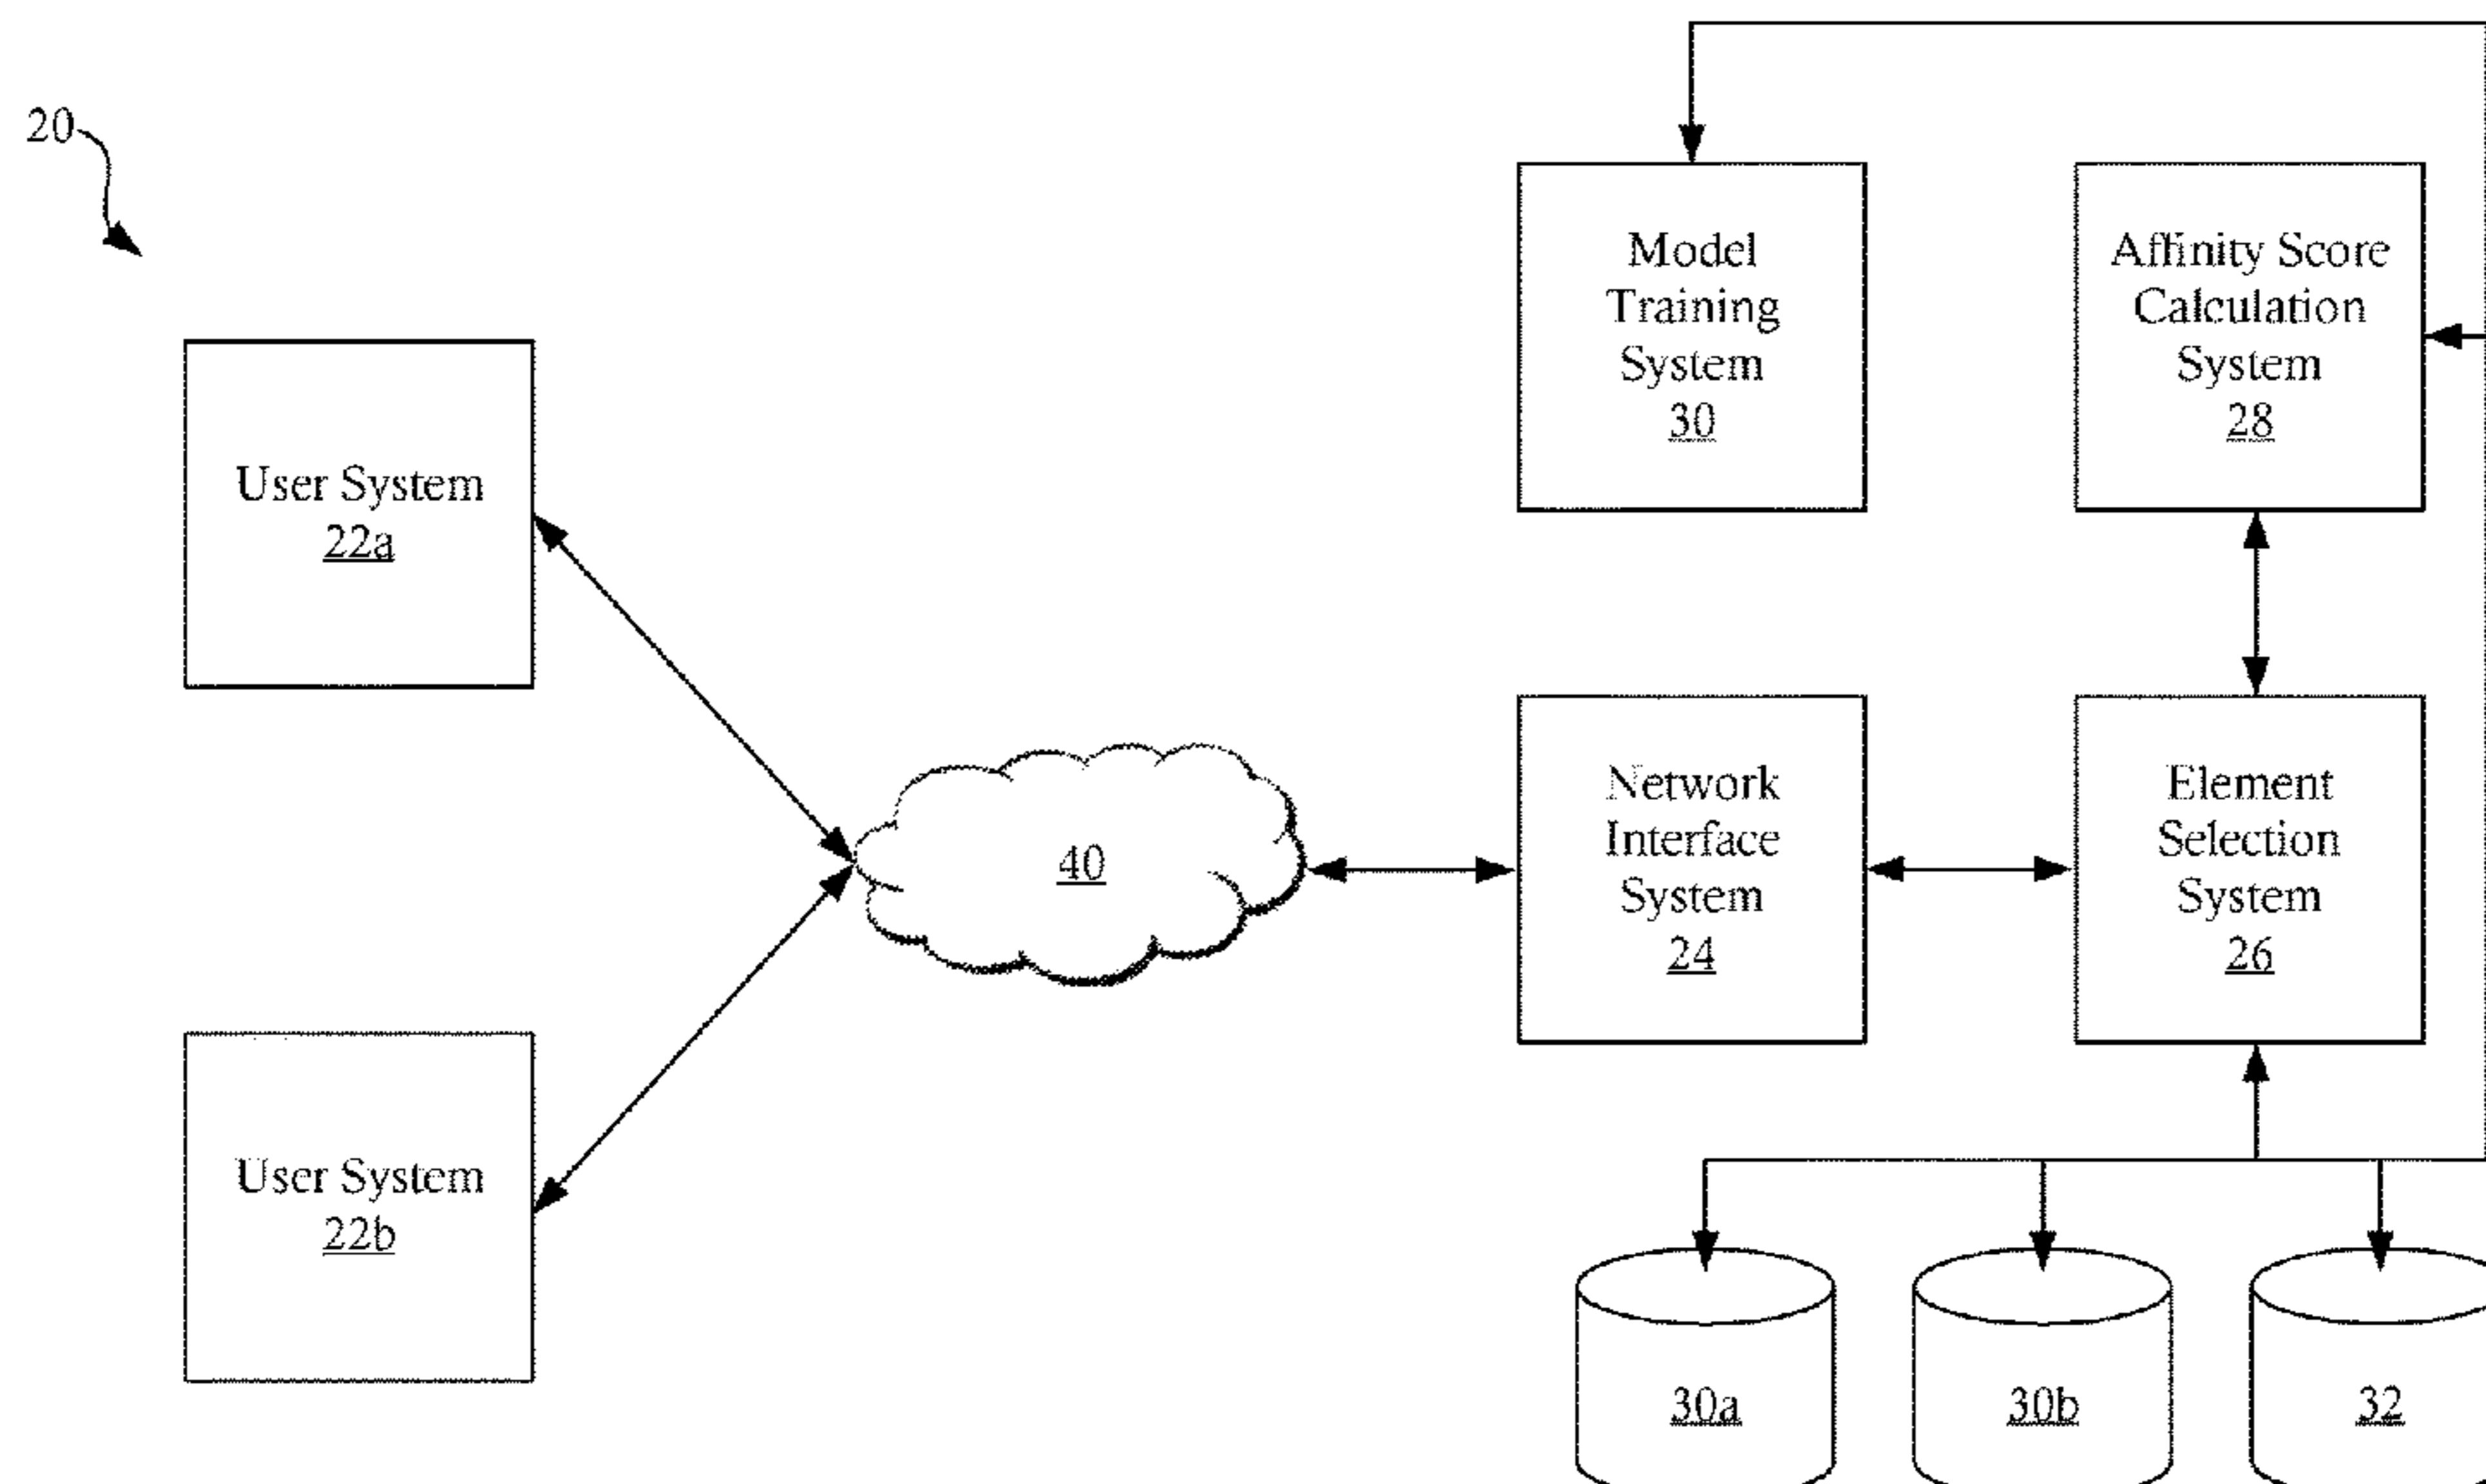 20
Model
Training
System
30
Affinity Score
Calculation
System
28
User System
22a
40
Network
Interface
System
24
Element
Selection
System
26
User System
22b
30a
30b
32